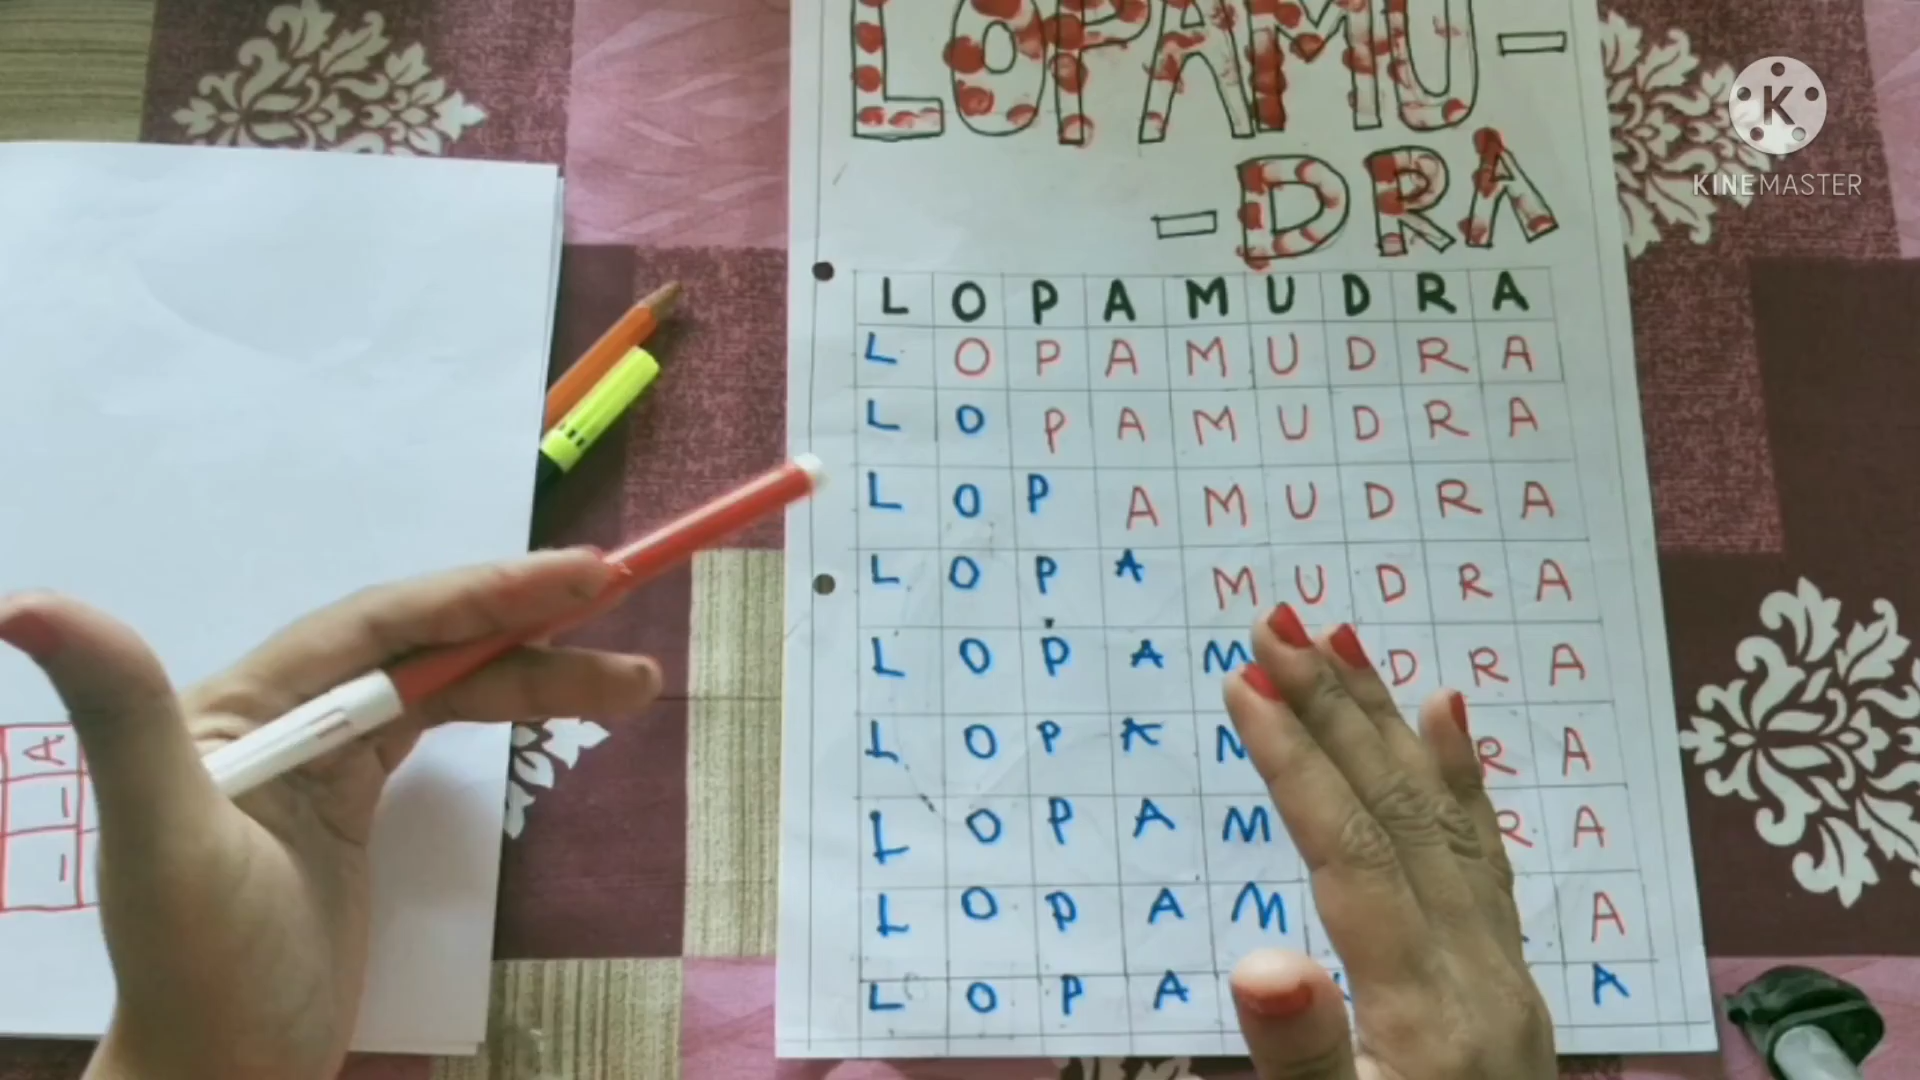 LOPAMU-
-DRA
KINEMASTER
L O P A M U D R A
L O P A M U D R A
L O P A M U D R A
L O P A M U D R A
L O P A M U D R A
L O P A M D R A
L O P A R A
L O P A M R A
L O P A M A
L O P A A
A